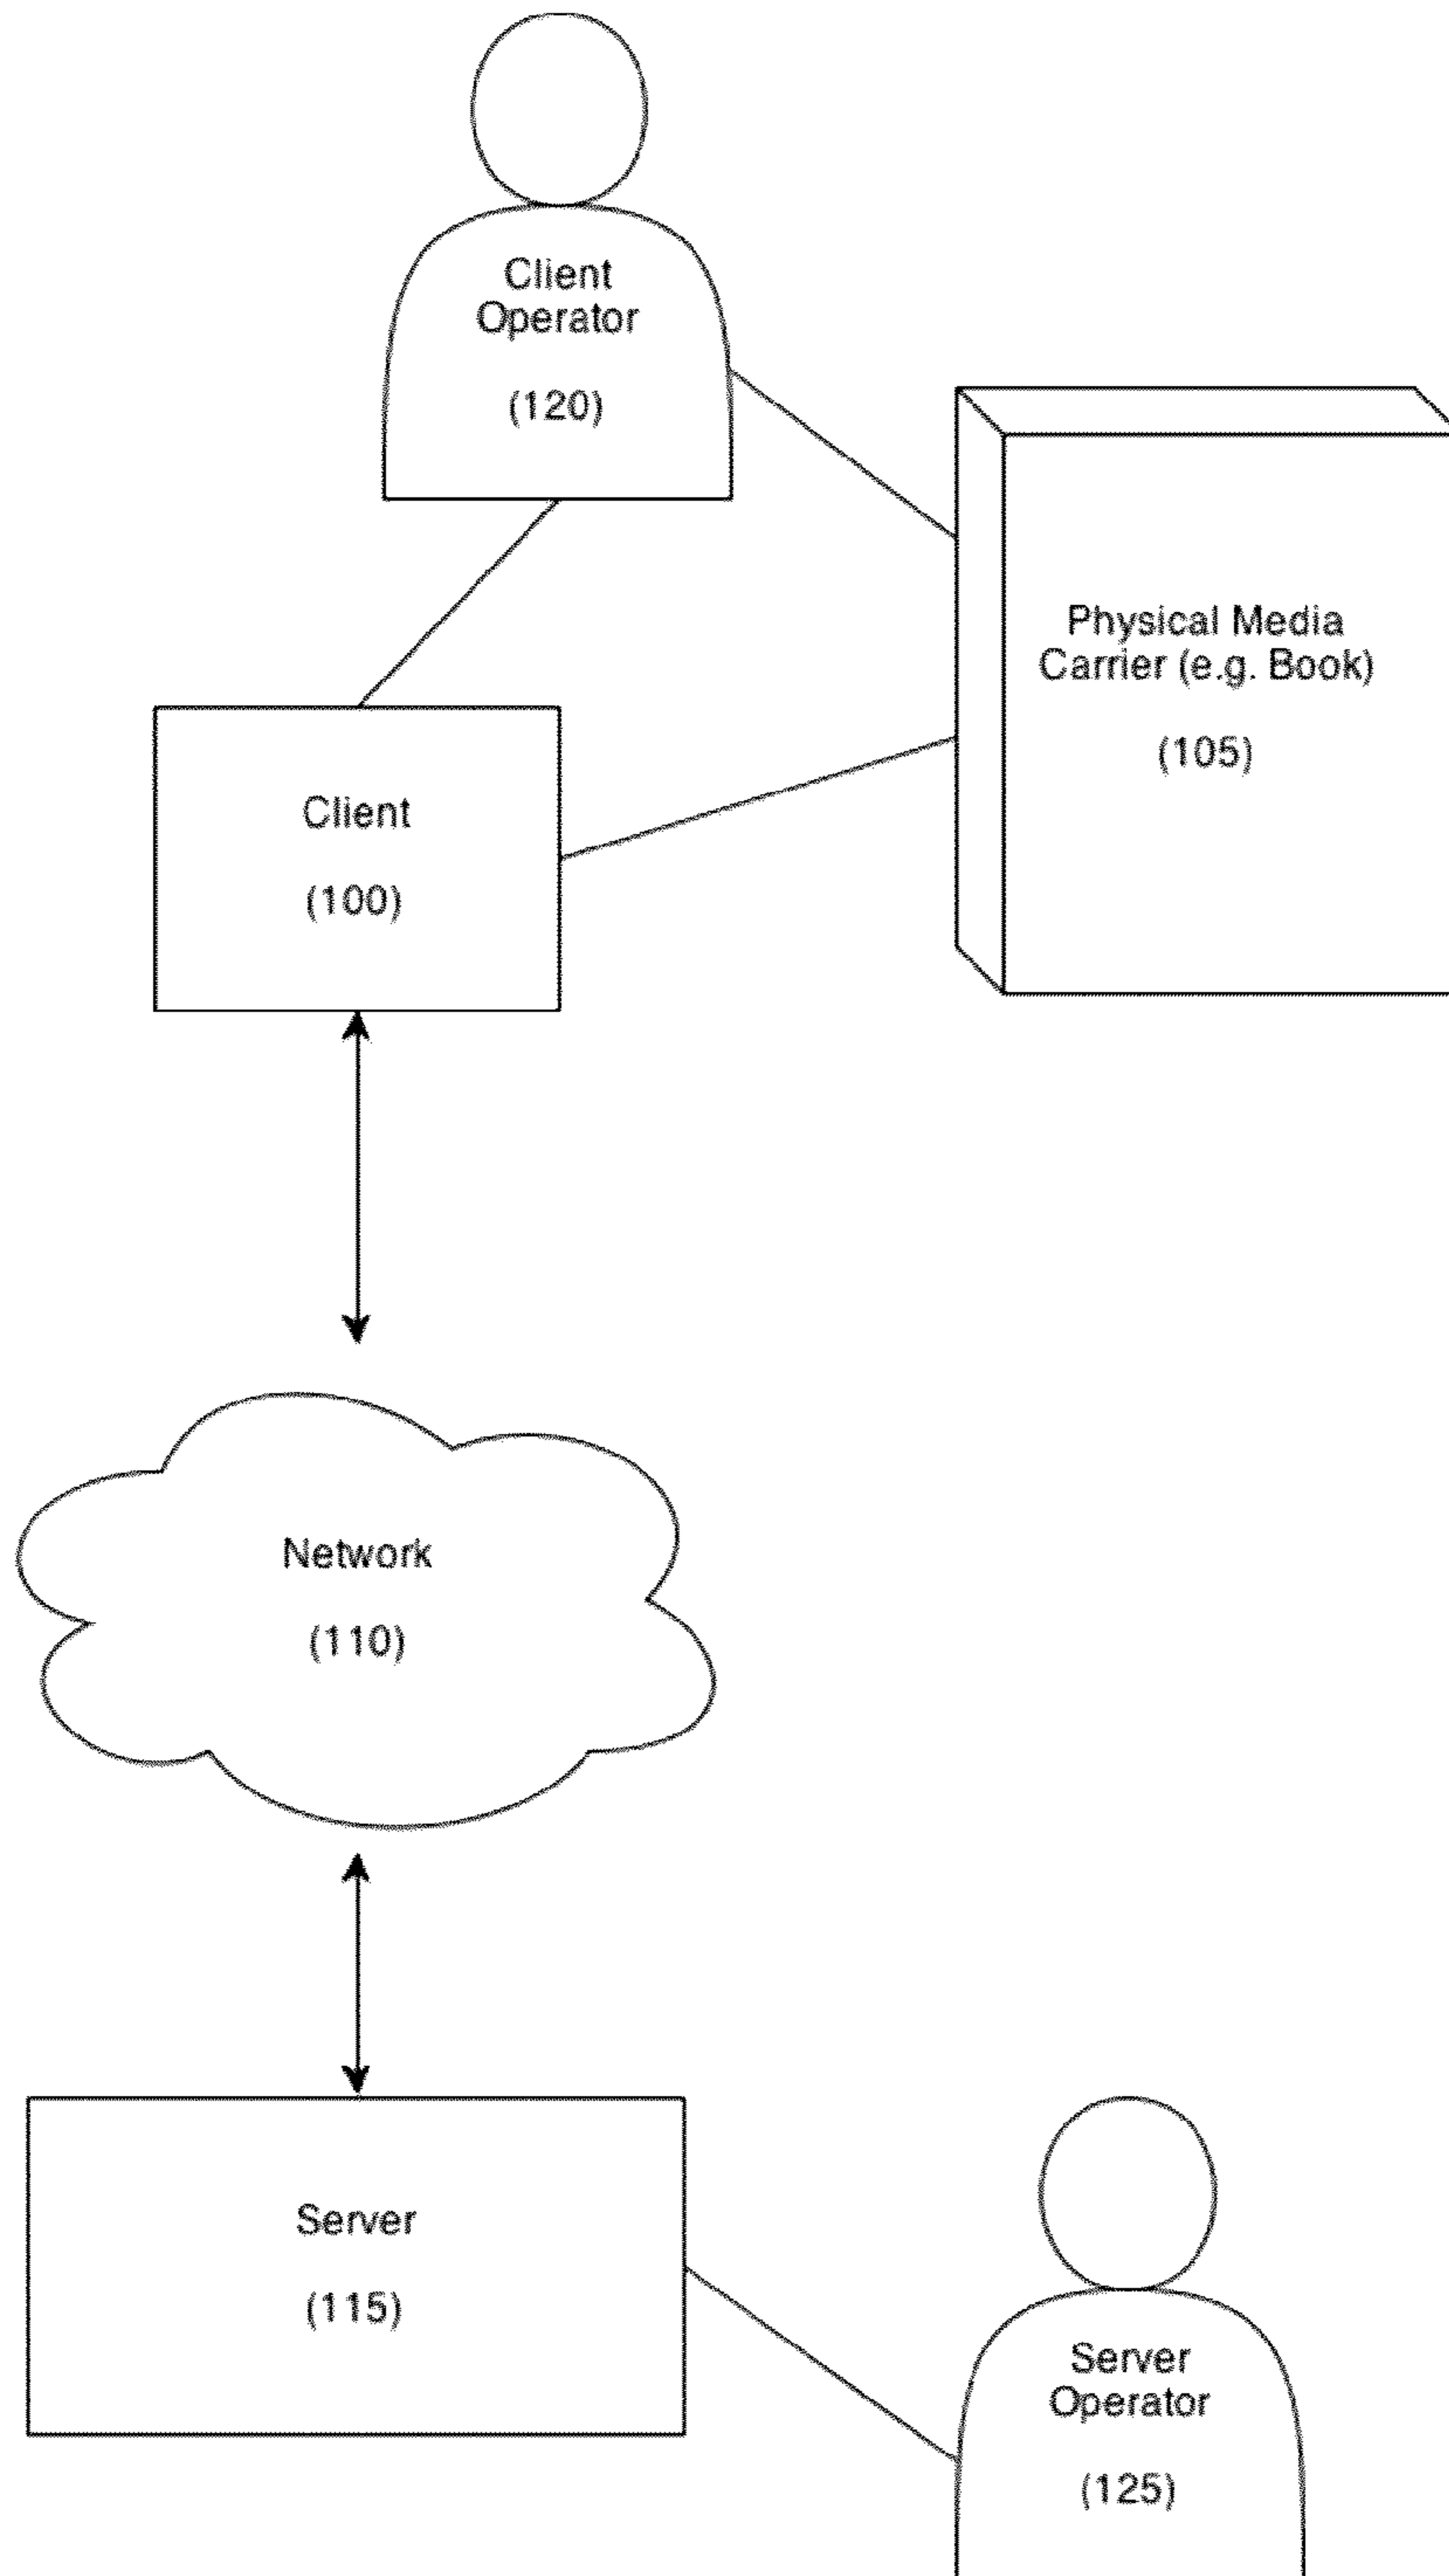 Client
Operator
(120)
Physical Media
Carrier (e.g. Book)
(105)
Client
(100)
Network
(110)
Server
(115)
Server
Operator
(125)